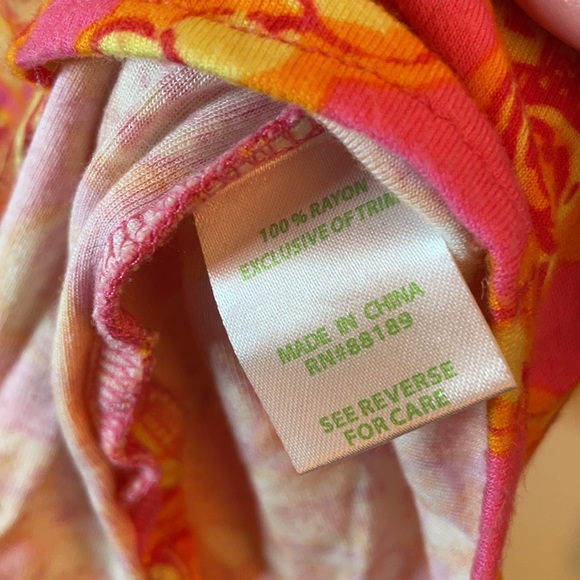 100% RAYON
EXCLUSIVE OF TRIM
MADE IN CHINA
RN#88189
SEE REVERSE
FOR CARE